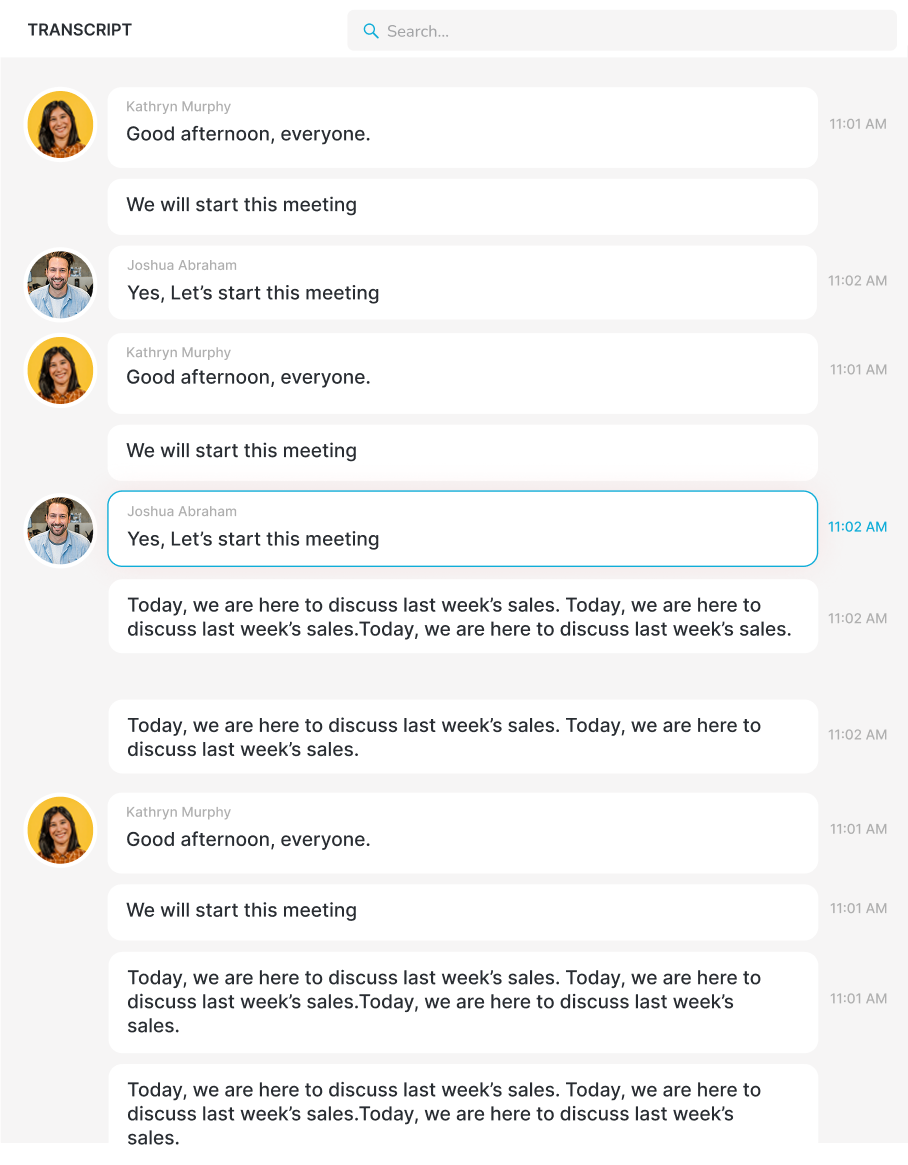 TRANSCRIPT
Search...
Kathryn Murphy
Good afternoon, everyone.
11:01 AM
We will start this meeting
Joshua Abraham
Yes, Let’s start this meeting
11:02 AM
Kathryn Murphy
Good afternoon, everyone.
11:01 AM
We will start this meeting
Joshua Abraham
Yes, Let’s start this meeting
11:02 AM
Today, we are here to discuss last week’s sales. Today, we are here to
discuss last week’s sales.Today, we are here to discuss last week’s sales.
11:02 AM
Today, we are here to discuss last week’s sales. Today, we are here to
discuss last week’s sales.
11:02 AM
Kathryn Murphy
Good afternoon, everyone.
11:01 AM
We will start this meeting
11:01 AM
Today, we are here to discuss last week’s sales. Today, we are here to
discuss last week’s sales.Today, we are here to discuss last week’s
sales.
11:01 AM
Today, we are here to discuss last week’s sales. Today, we are here to
discuss last week’s sales.Today, we are here to discuss last week’s
sales.